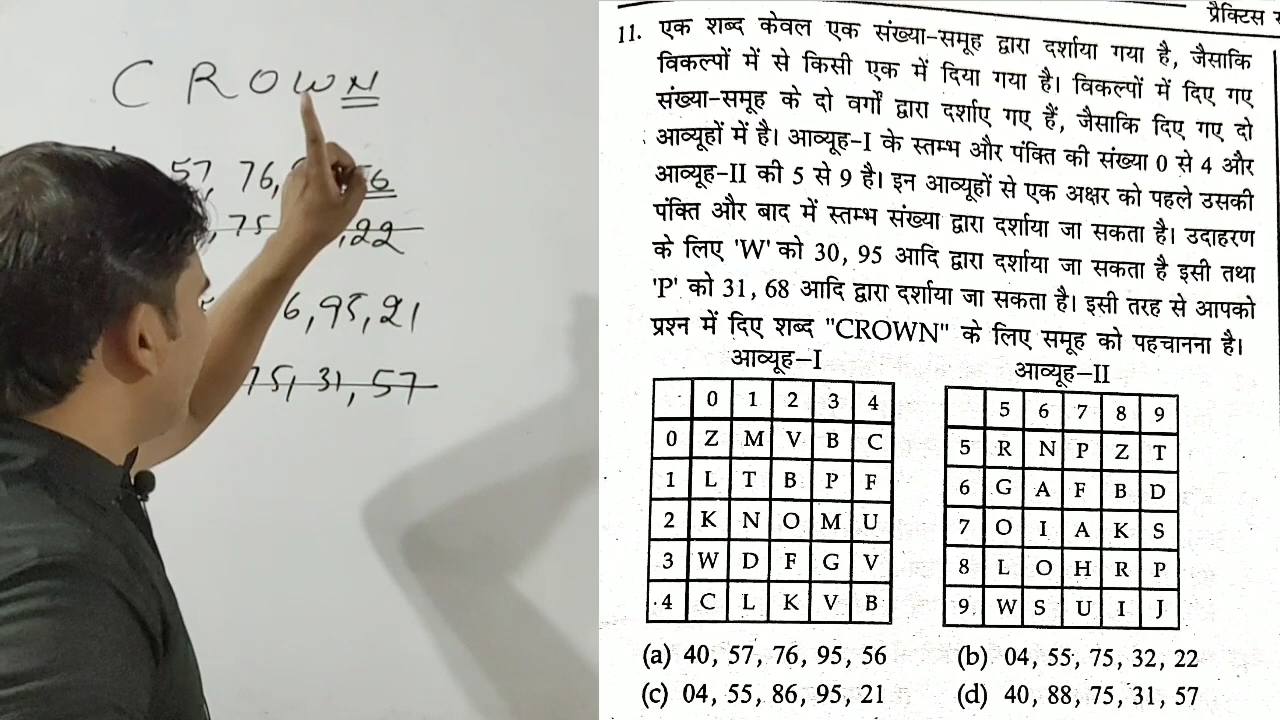 C R O W N
57, 76, 56
75 ,22
6,95,21
75, 31, 57
प्रैक्टिस
11. एक शब्द केवल एक संख्या-समूह द्वारा दर्शाया गया है, जैसाकि
विकल्पों में से किसी एक में दिया गया है। विकल्पों में दिए गए
संख्या-समूह के दो वर्गों द्वारा दर्शाए गए हैं, जैसाकि दिए गए दो
आव्यूहों में है। आव्यूह-I के स्तम्भ और पंक्ति की संख्या 0 से 4 और
आव्यूह-II की 5 से 9 है। इन आव्यूहों से एक अक्षर को पहले उसकी
पंक्ति और बाद में स्तम्भ संख्या द्वारा दर्शाया जा सकता है। उदाहरण
के लिए 'W' को 30, 95 आदि द्वारा दर्शाया जा सकता है इसी तथा
'P' को 31, 68 आदि द्वारा दर्शाया जा सकता है। इसी तरह से आपको
प्रश्न में दिए शब्द "CROWN" के लिए समूह को पहचानना है।
आव्यूह-I
0 1 2 3 4
0 Z M V B C
1 L T B P F
2 K N O M U
3 W D F G V
4 C L K V B
आव्यूह-II
5 6 7 8 9
5 R N P Z T
6 G A F B D
7 O I A K S
8 L O H R P
9 W S U I J
(a) 40, 57, 76, 95, 56 (b) 04, 55, 75, 32, 22
(c) 04, 55, 86, 95, 21 (d) 40, 88, 75, 31, 57